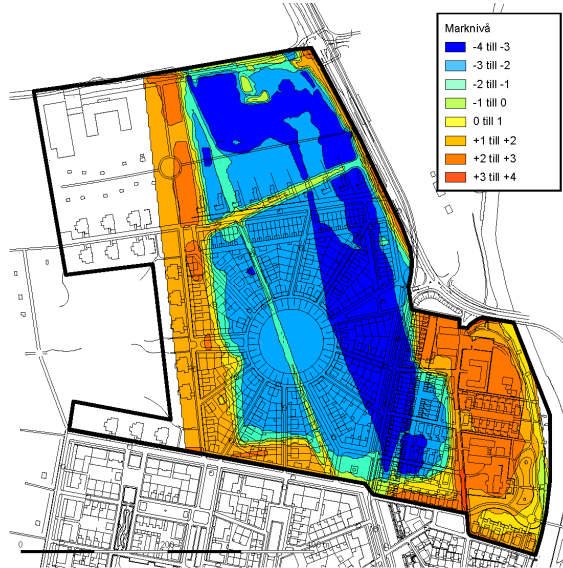 Marknivå
-4 till -3
-3 till -2
-2 till -1
-1 till 0
0 till 1
+1 till +2
+2 till +3
+3 till +4
0